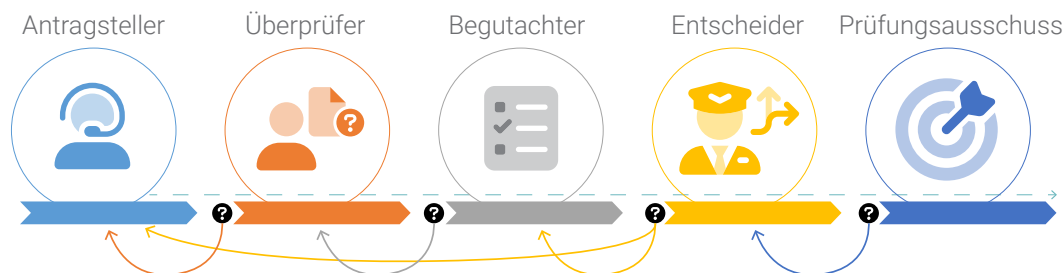 Antragsteller Überprüfer Begutachter Entscheider Prüfungsausschuss
?
? ? ? ?